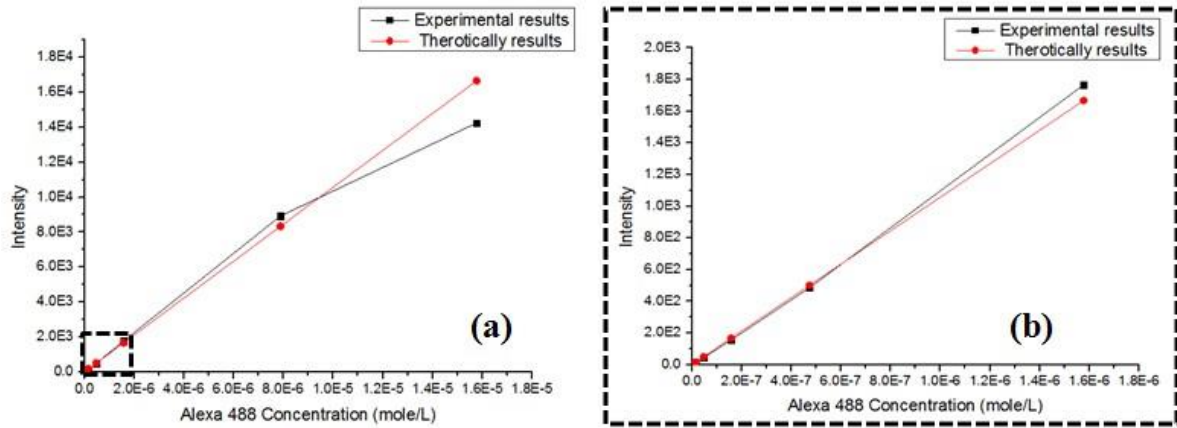 Experimental results
Therotically results
1.8E4
1.6E4
1.4E4
1.2E4
1.0E4
8.0E3
6.0E3
4.0E3
2.0E3
0.0
Intensity
(a)
0.0 2.0E-6 4.0E-6 6.0E-6 8.0E-6 1.0E-5 1.2E-5 1.4E-5 1.6E-5 1.8E-5
Alexa 488 Concentration (mole/L)
Experimental results
Therotically results
2.0E3
1.8E3
1.6E3
1.4E3
1.2E3
1.0E3
8.0E2
6.0E2
4.0E2
2.0E2
0.0
Intensity
(b)
0.0 2.0E-7 4.0E-7 6.0E-7 8.0E-7 1.0E-6 1.2E-6 1.4E-6 1.6E-6 1.8E-6
Alexa 488 Concentration (mole/L)